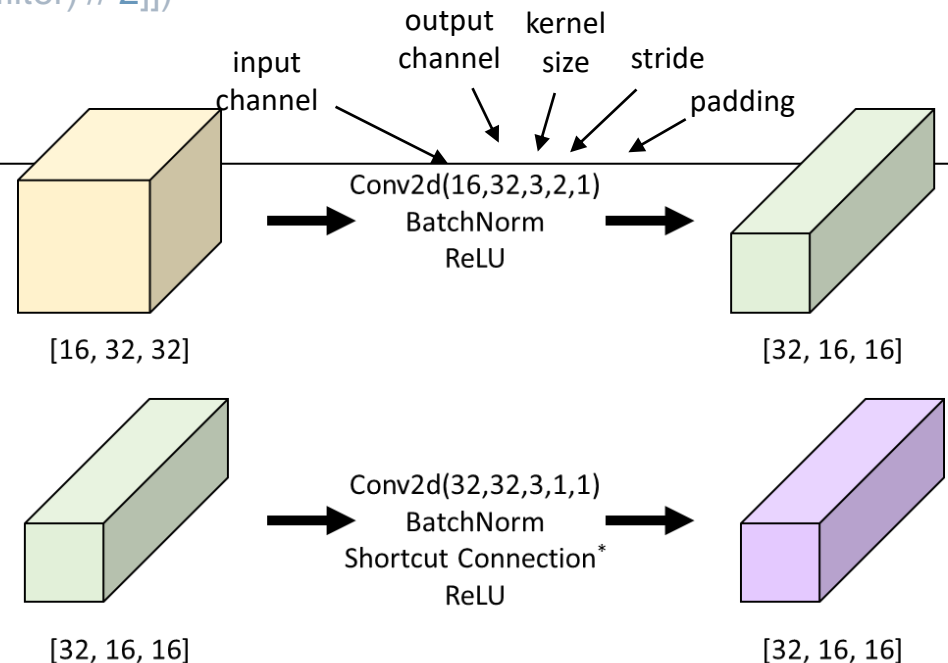 output kernel
input channel size stride
channel padding
Conv2d(16,32,3,2,1)
BatchNorm
ReLU
[16, 32, 32] [32, 16, 16]
Conv2d(32,32,3,1,1)
BatchNorm
Shortcut Connection*
ReLU
[32, 16, 16] [32, 16, 16]